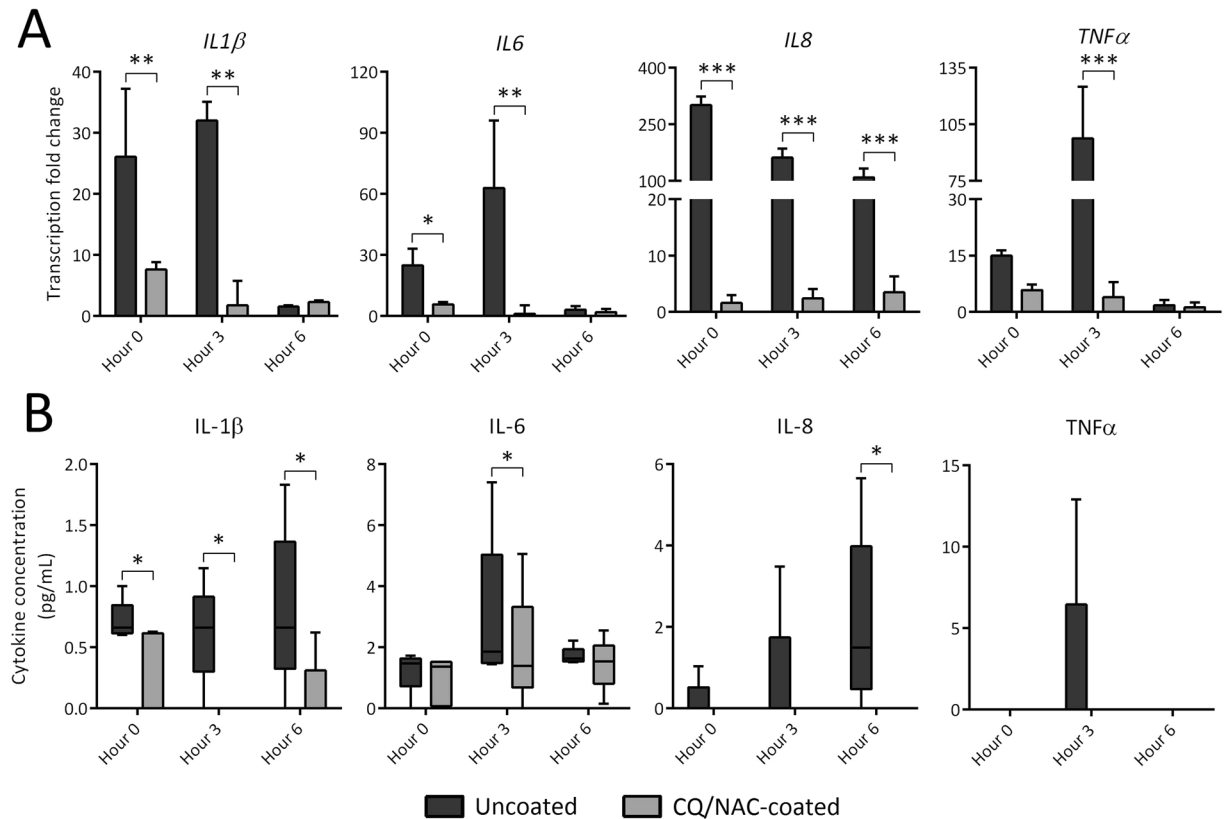 A
IL1β
IL6
IL8
TNFα
Transcription fold change
40
30
20
10
0
**
**
Hour 0
Hour 3
Hour 6
120
90
60
30
0
*
**
Hour 0
Hour 3
Hour 6
400
250
100
20
10
0
***
***
***
Hour 0
Hour 3
Hour 6
135
105
75
30
15
0
***
Hour 0
Hour 3
Hour 6
B
IL-1β
IL-6
IL-8
TNFα
Cytokine concentration
(pg/mL)
2.0
1.5
1.0
0.5
0.0
*
*
*
Hour 0
Hour 3
Hour 6
8
6
4
2
0
*
Hour 0
Hour 3
Hour 6
6
4
2
0
*
Hour 0
Hour 3
Hour 6
15
10
5
0
Hour 0
Hour 3
Hour 6
Uncoated
CQ/NAC-coated